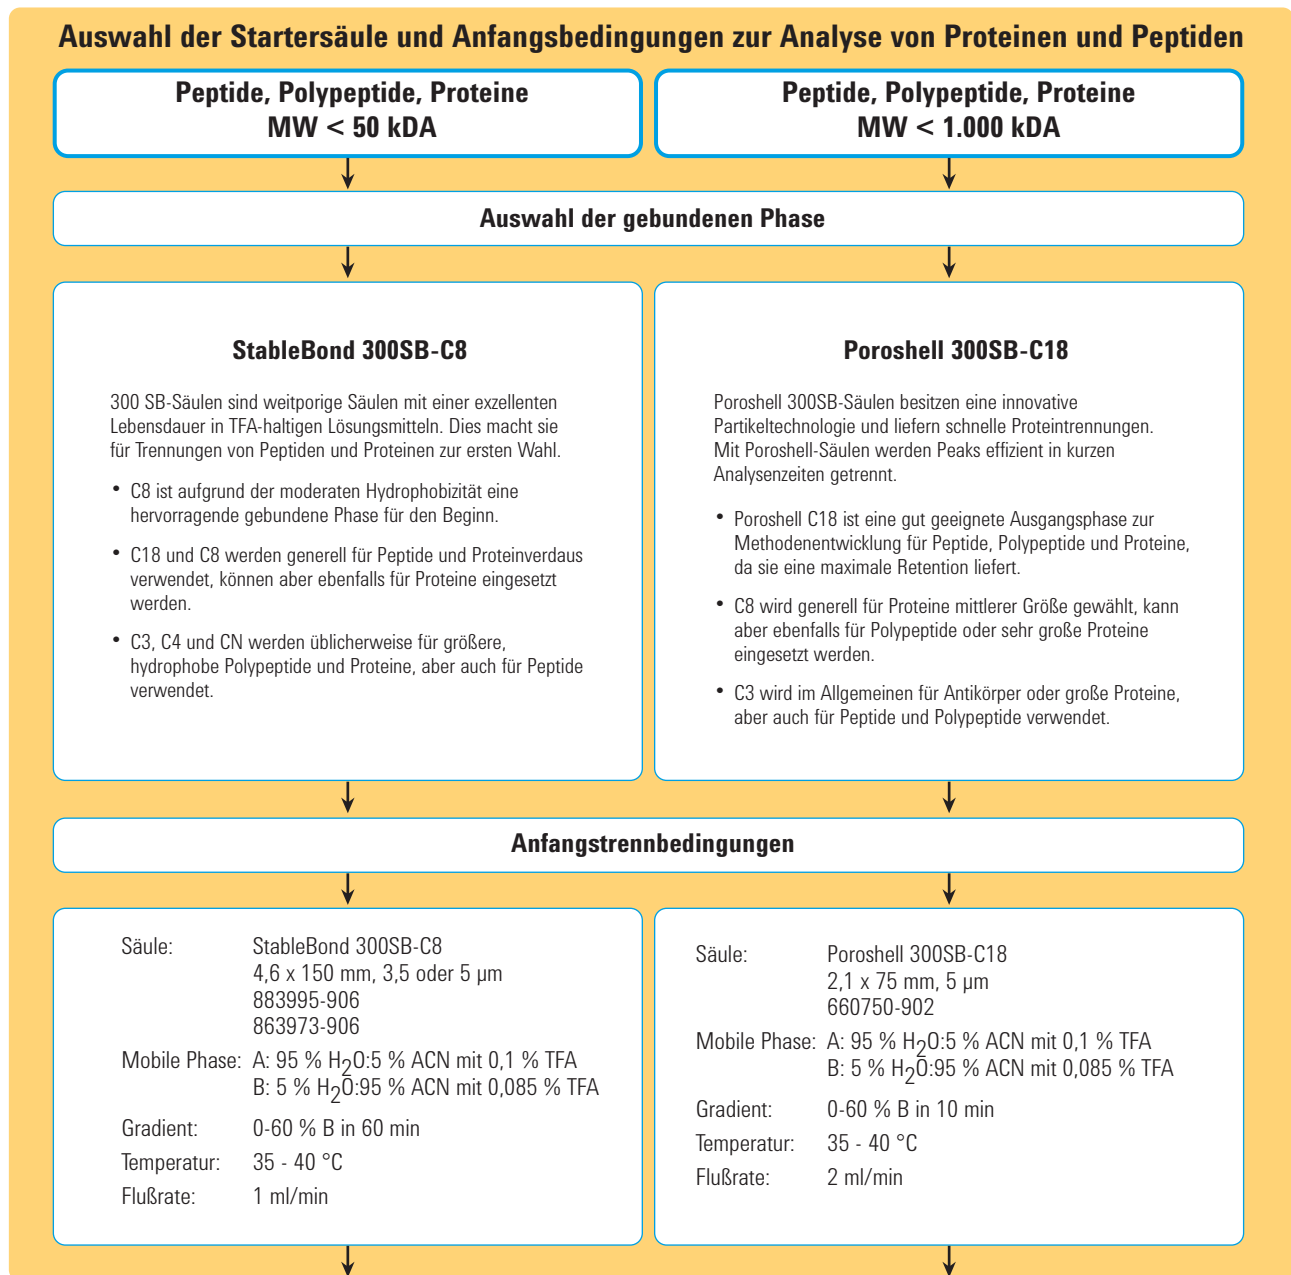 Auswahl der Startersäule und Anfangsbedingungen zur Analyse von Proteinen und Peptiden
Peptide, Polypeptide, Proteine
MW < 50 kDA
Peptide, Polypeptide, Proteine
MW < 1.000 kDA
Auswahl der gebundenen Phase
StableBond 300SB-C8
300 SB-Säulen sind weitporige Säulen mit einer exzellenten
Lebensdauer in TFA-haltigen Lösungsmitteln. Dies macht sie
für Trennungen von Peptiden und Proteinen zur ersten Wahl.
• C8 ist aufgrund der moderaten Hydrophobizität eine
hervorragende gebundene Phase für den Beginn.
• C18 und C8 werden generell für Peptide und Proteinverdaus
verwendet, können aber ebenfalls für Proteine eingesetzt
werden.
• C3, C4 und CN werden üblicherweise für größere,
hydrophobe Polypeptide und Proteine, aber auch für Peptide
verwendet.
Poroshell 300SB-C18
Poroshell 300SB-Säulen besitzen eine innovative
Partikeltechnologie und liefern schnelle Proteintrennungen.
Mit Poroshell-Säulen werden Peaks effizient in kurzen
Analysenzeiten getrennt.
• Poroshell C18 ist eine gut geeignete Ausgangsphase zur
Methodenentwicklung für Peptide, Polypeptide und Proteine,
da sie eine maximale Retention liefert.
• C8 wird generell für Proteine mittlerer Größe gewählt, kann
aber ebenfalls für Polypeptide oder sehr große Proteine
eingesetzt werden.
• C3 wird im Allgemeinen für Antikörper oder große Proteine,
aber auch für Peptide und Polypeptide verwendet.
Anfangstrennbedingungen
Säule: StableBond 300SB-C8
4,6 x 150 mm, 3,5 oder 5 µm
883995-906
863973-906
Mobile Phase: A: 95 % H₂O:5 % ACN mit 0,1 % TFA
B: 5 % H₂O:95 % ACN mit 0,085 % TFA
Gradient: 0-60 % B in 60 min
Temperatur: 35 - 40 °C
Flußrate: 1 ml/min
Säule: Poroshell 300SB-C18
2,1 x 75 mm, 5 µm
660750-902
Mobile Phase: A: 95 % H₂O:5 % ACN mit 0,1 % TFA
B: 5 % H₂O:95 % ACN mit 0,085 % TFA
Gradient: 0-60 % B in 10 min
Temperatur: 35 - 40 °C
Flußrate: 2 ml/min